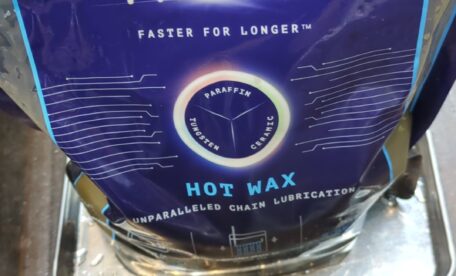 FASTER FOR LONGER™
PARAFFIN
TUNGSTEN
CERAMIC
HOT WAX
UNPARALLELED CHAIN LUBRICATION